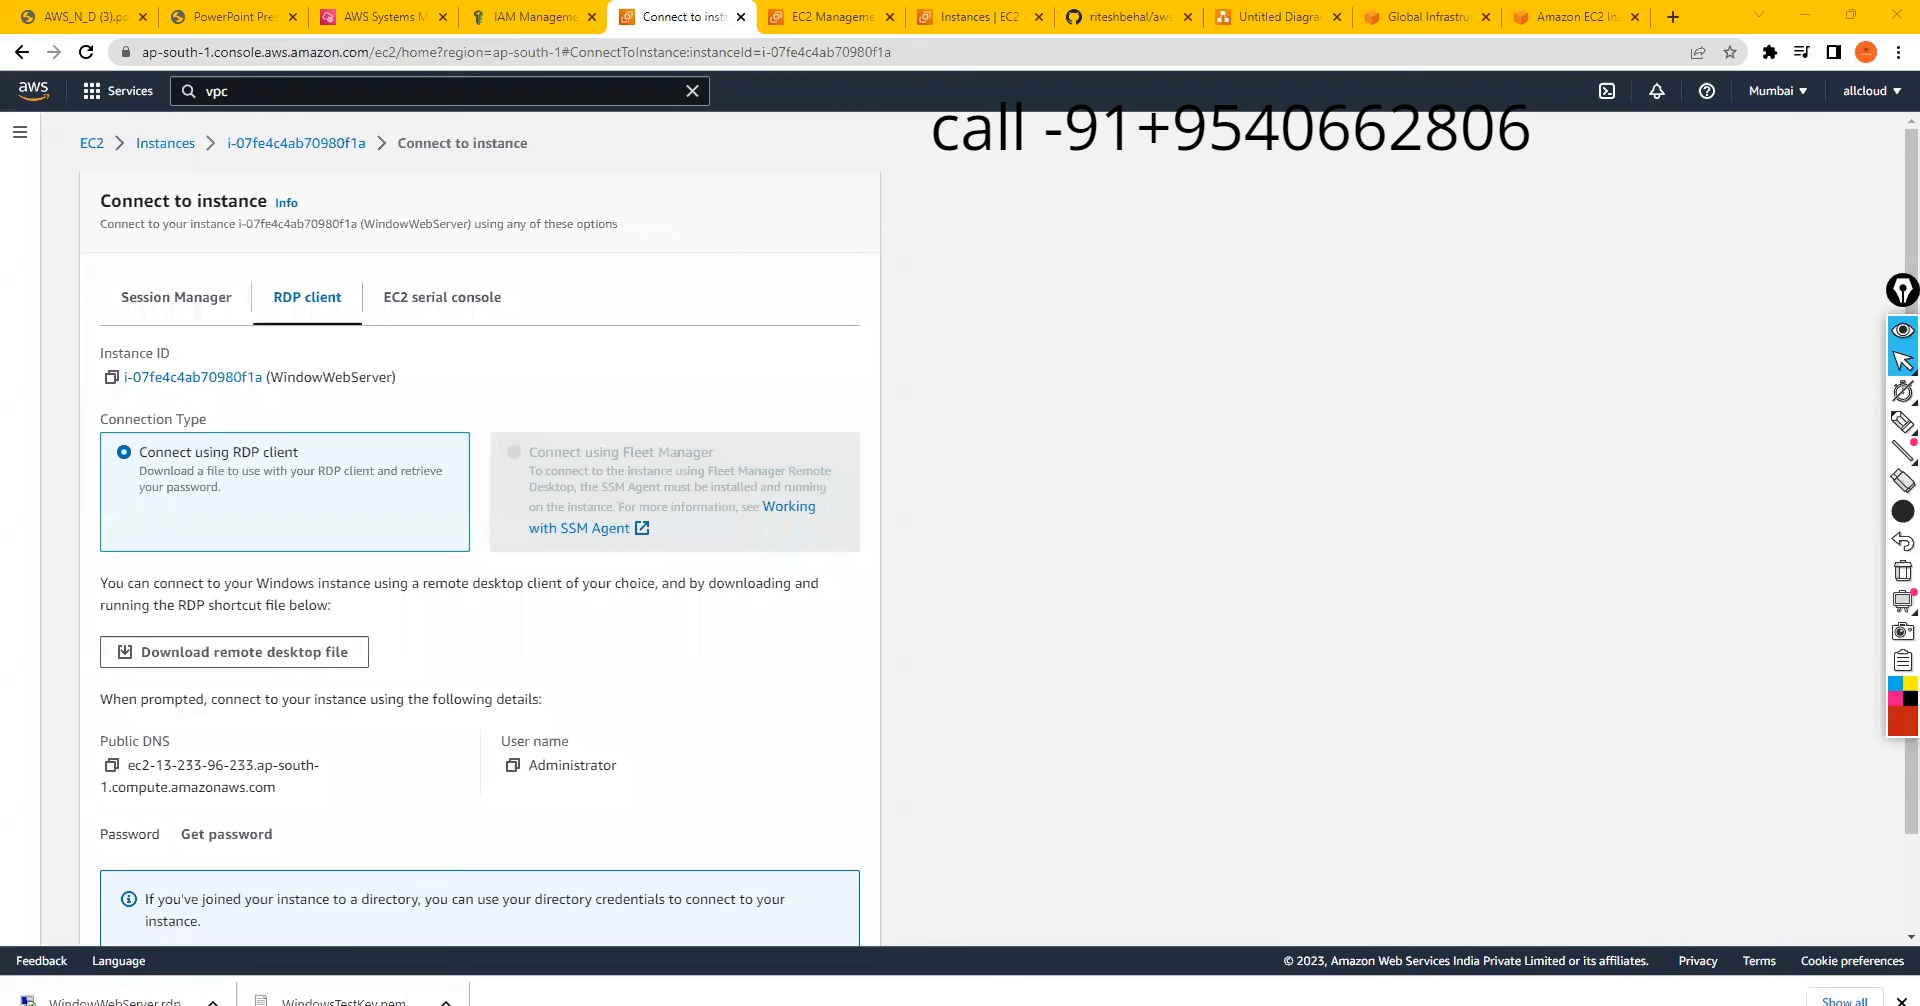 AWS_N_D (3).po
PowerPoint Pres
AWS Systems M
IAM Manageme
Connect to insta
EC2 Manageme
Instances | EC2
riteshbehal/aws
Untitled Diagra
Global Infrastru
Amazon EC2 In
ap-south-1.console.aws.amazon.com/ec2/home?region=ap-south-1#ConnectToInstance:instanceId=i-07fe4c4ab70980f1a
aws
Services
vpc
Mumbai
allcloud
call -91+9540662806
EC2 > Instances > i-07fe4c4ab70980f1a > Connect to instance
Connect to instance Info
Connect to your instance i-07fe4c4ab70980f1a (WindowWebServer) using any of these options
Session Manager
RDP client
EC2 serial console
Instance ID
i-07fe4c4ab70980f1a (WindowWebServer)
Connection Type
Connect using RDP client
Download a file to use with your RDP client and retrieve
your password.
Connect using Fleet Manager
To connect to the instance using Fleet Manager Remote
Desktop, the SSM Agent must be installed and running
on the instance. For more information, see Working
with SSM Agent
You can connect to your Windows instance using a remote desktop client of your choice, and by downloading and
running the RDP shortcut file below:
Download remote desktop file
When prompted, connect to your instance using the following details:
Public DNS
ec2-13-233-96-233.ap-south-
1.compute.amazonaws.com
User name
Administrator
Password Get password
If you've joined your instance to a directory, you can use your directory credentials to connect to your
instance.
Feedback
Language
© 2023, Amazon Web Services India Private Limited or its affiliates.
Privacy
Terms
Cookie preferences
WindowWebServer.rdp
WindowsTestKey.pem
Show all